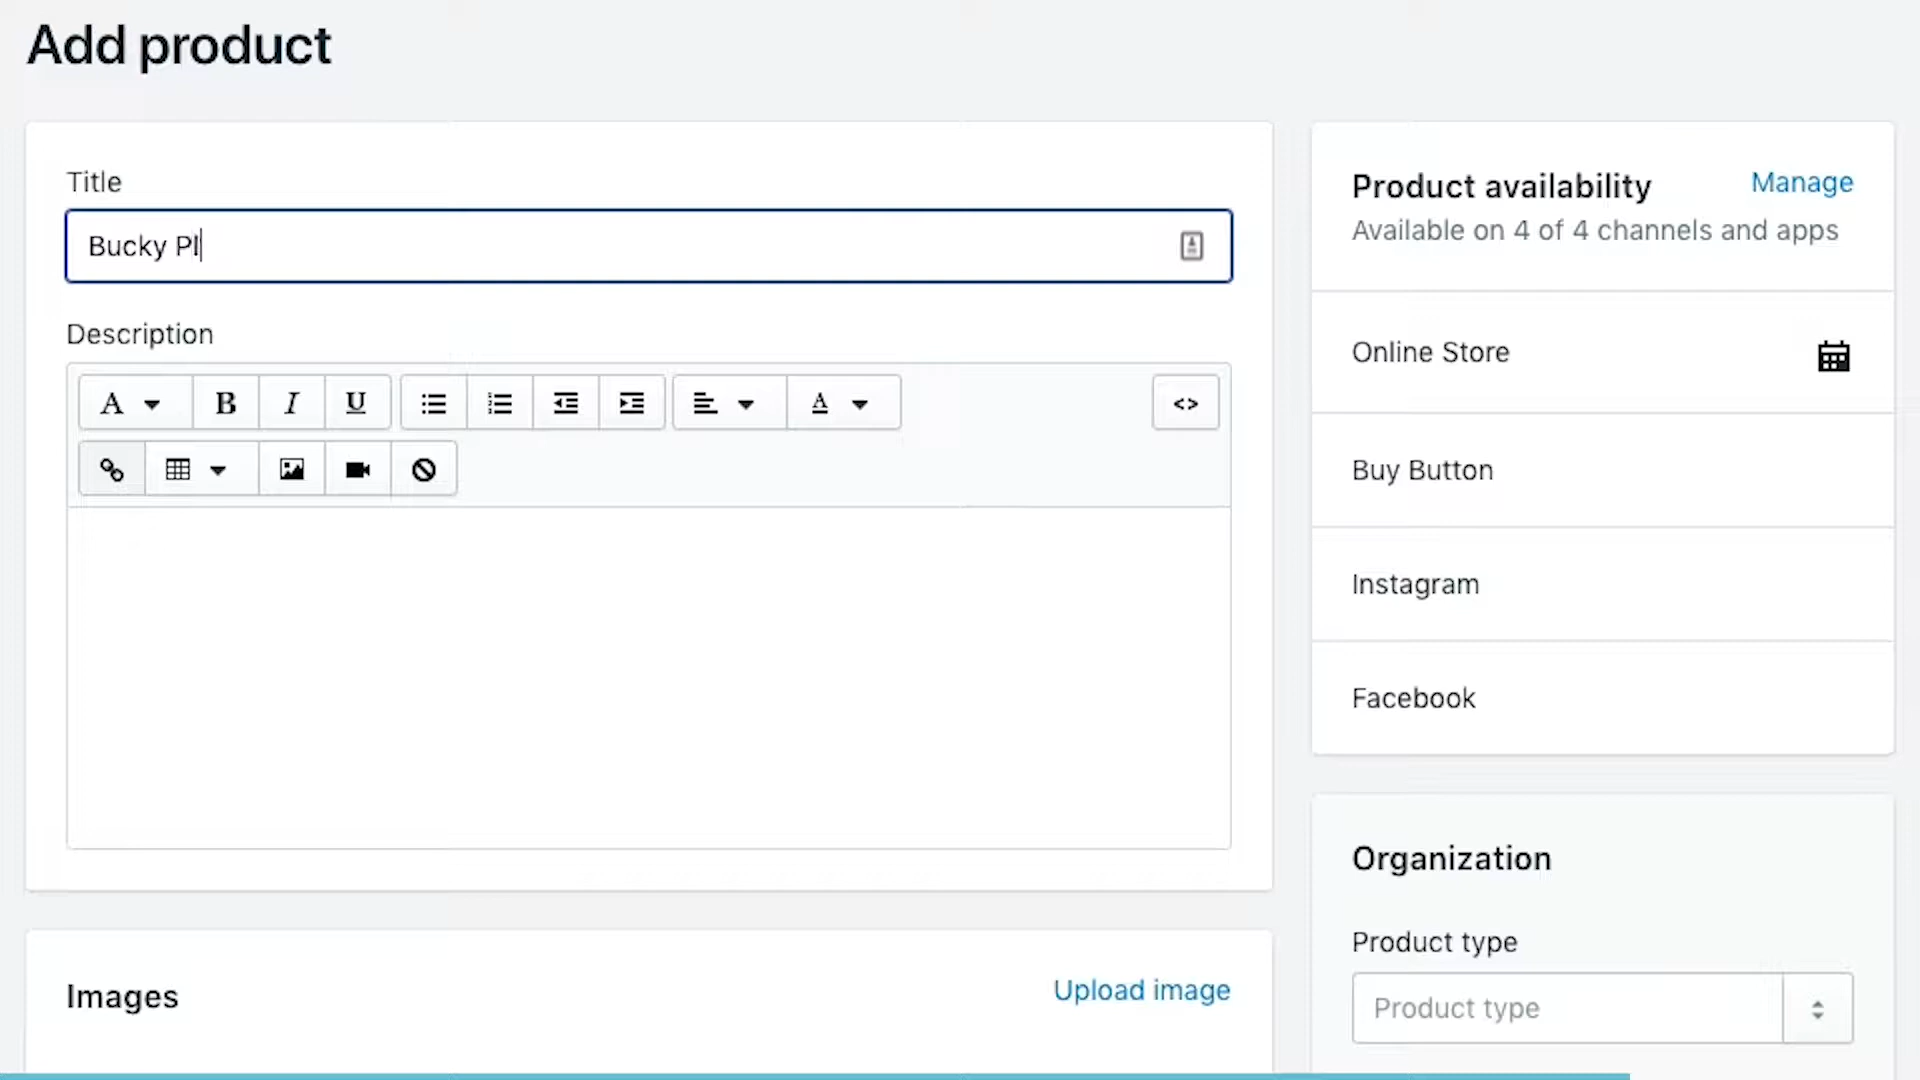 Add product
Title
Bucky Pl
Description
A
B
I
U
A
<>
Images
Upload image
Product availability
Manage
Available on 4 of 4 channels and apps
Online Store
Buy Button
Instagram
Facebook
Organization
Product type
Product type